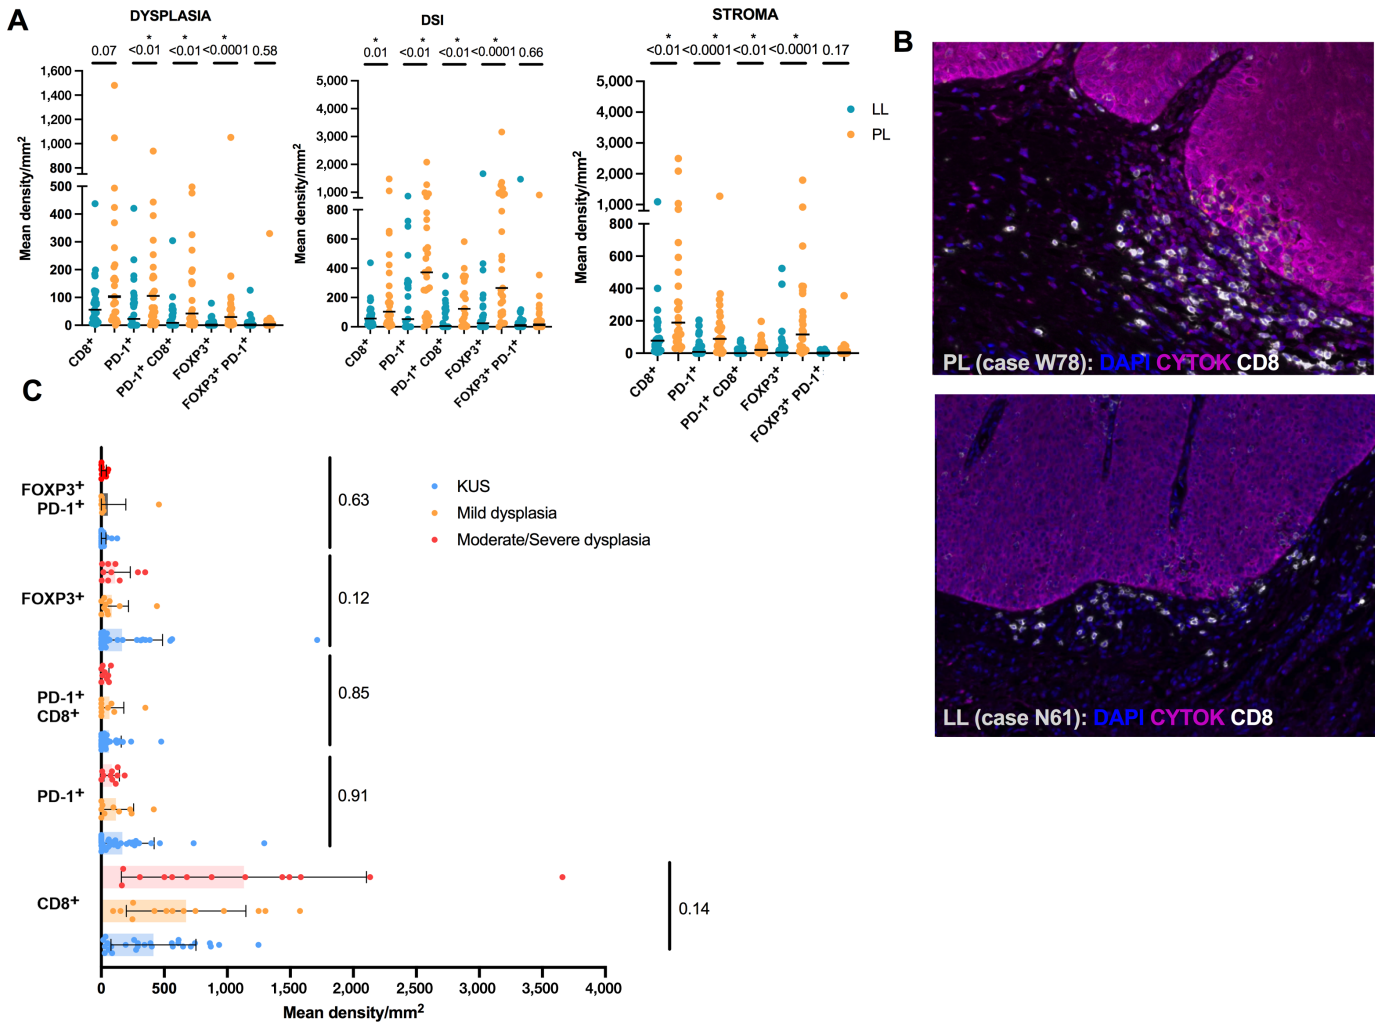 A
DYSPLASIA
0.07
*
<0.01
*
<0.01
*
<0.0001
0.58
Mean density/mm²
1,600
1,400
1,200
1,000
800
500
400
300
200
100
0
CD8⁺
PD-1⁺
PD-1⁺ CD8⁺
FOXP3⁺
FOXP3⁺ PD-1⁺
DSI
*
0.01
*
<0.01
*
<0.01
*
<0.0001
0.66
Mean density/mm²
5,000
4,000
3,000
2,000
1,000
800
600
400
200
0
CD8⁺
PD-1⁺
PD-1⁺ CD8⁺
FOXP3⁺
FOXP3⁺ PD-1⁺
STROMA
*
<0.01
*
<0.0001
*
<0.01
*
<0.0001
0.17
Mean density/mm²
5,000
4,000
3,000
2,000
1,000
800
600
400
200
0
CD8⁺
PD-1⁺
PD-1⁺ CD8⁺
FOXP3⁺
FOXP3⁺ PD-1⁺
LL
PL
B
PL (case W78): DAPI CYTOK CD8
LL (case N61): DAPI CYTOK CD8
C
FOXP3⁺
PD-1⁺
0.63
FOXP3⁺
0.12
PD-1⁺
CD8⁺
0.85
PD-1⁺
0.91
CD8⁺
0.14
KUS
Mild dysplasia
Moderate/Severe dysplasia
0
500
1,000
1,500
2,000
2,500
3,000
3,500
4,000
Mean density/mm²